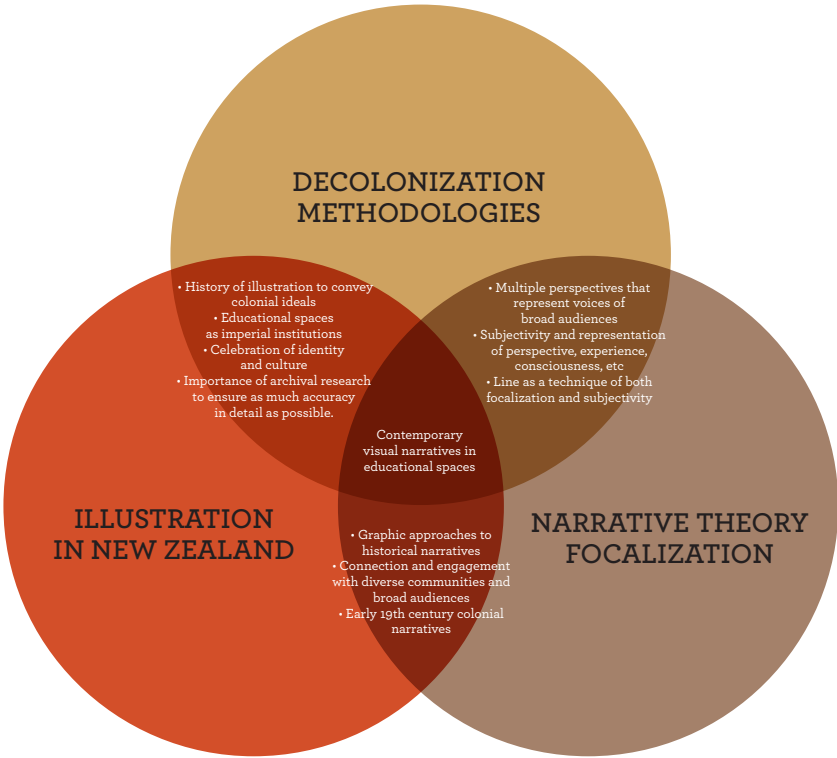 DECOLONIZATION
METHODOLOGIES
• History of illustration to convey
colonial ideals
• Educational spaces
as imperial institutions
• Celebration of identity
and culture
• Importance of archival research
to ensure as much accuracy
in detail as possible.
• Multiple perspectives that
represent voices of
broad audiences
• Subjectivity and representation
of perspective, experience,
consciousness, etc
• Line as a technique of both
focalization and subjectivity
Contemporary
visual narratives in
educational spaces
ILLUSTRATION
IN NEW ZEALAND
NARRATIVE THEORY
FOCALIZATION
• Graphic approaches to
historical narratives
• Connection and engagement
with diverse communities and
broad audiences
• Early 19th century colonial
narratives